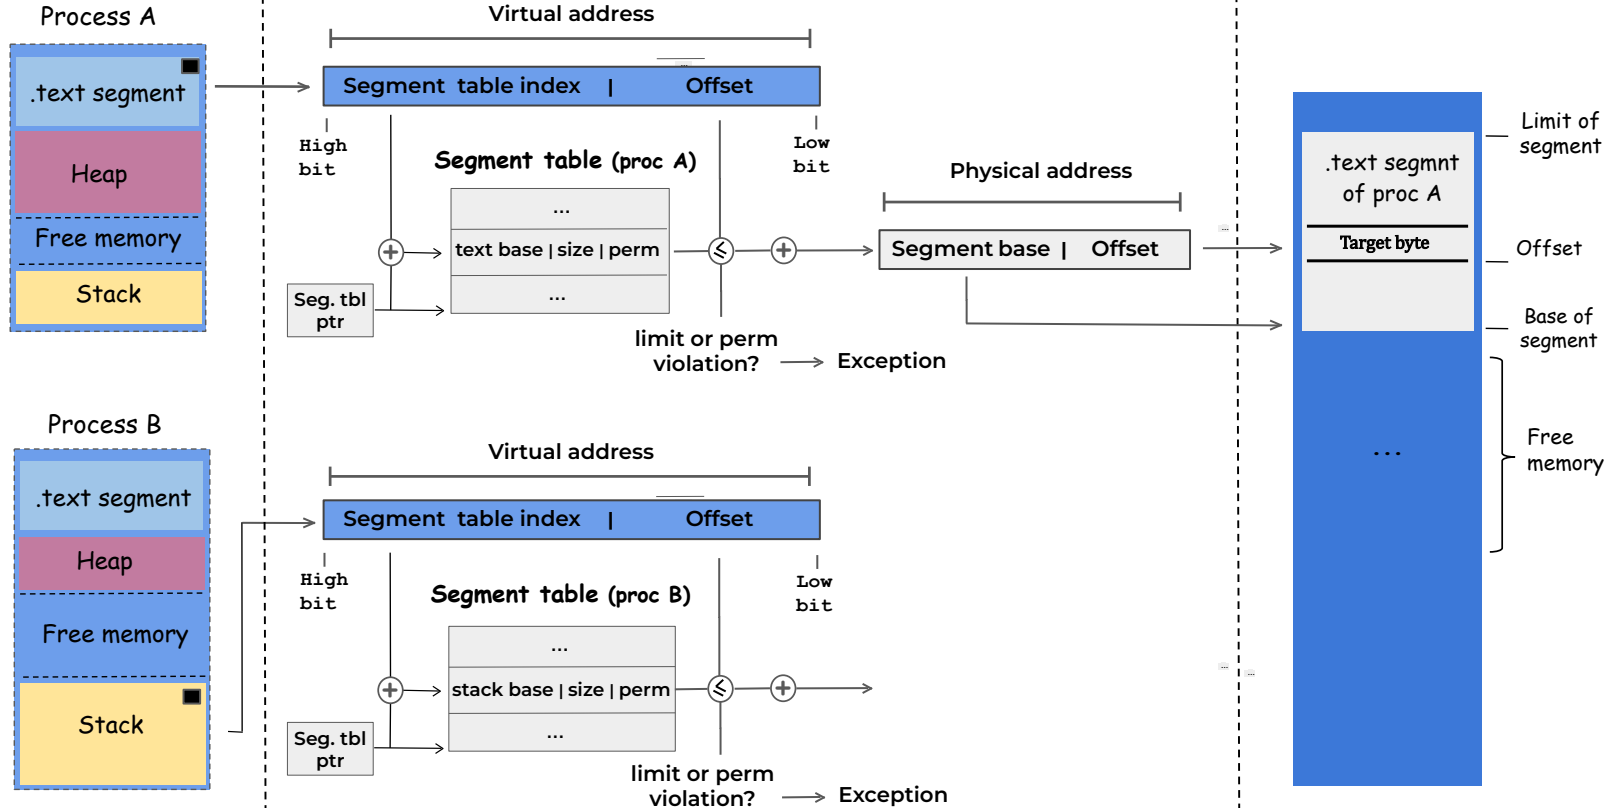 Process A
.text segment
Heap
Free memory
Stack
Virtual address
Segment table index | Offset
High
bit
Low
bit
Segment table (proc A)
...
text base | size | perm
...
Seg. tbl
ptr
limit or perm
violation?
Exception
Physical address
Segment base | Offset
...
...
.text segmnt
of proc A
Target byte
...
Limit of
segment
Offset
Base of
segment
Free
memory
Process B
.text segment
Heap
Free memory
Stack
Virtual address
Segment table index | Offset
High
bit
Low
bit
Segment table (proc B)
...
stack base | size | perm
...
Seg. tbl
ptr
limit or perm
violation?
Exception
...
...